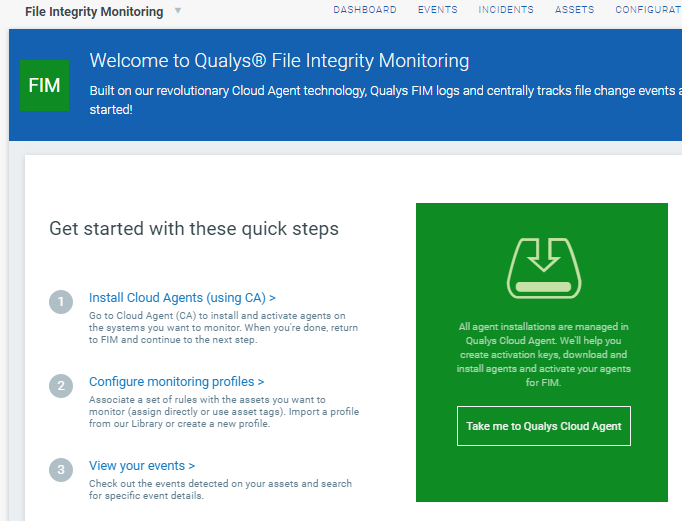 File Integrity Monitoring
DASHBOARD EVENTS INCIDENTS ASSETS CONFIGURAT
FIM
Welcome to Qualys® File Integrity Monitoring
Built on our revolutionary Cloud Agent technology, Qualys FIM logs and centrally tracks file change events a
started!
Get started with these quick steps
1
Install Cloud Agents (using CA) >
Go to Cloud Agent (CA) to install and activate agents on
the systems you want to monitor. When you're done, return
to FIM and continue to the next step.
2
Configure monitoring profiles >
Associate a set of rules with the assets you want to
monitor (assign directly or use asset tags). Import a profile
from our Library or create a new profile.
3
View your events >
Check out the events detected on your assets and search
for specific event details.
All agent installations are managed in
Qualys Cloud Agent. We'll help you
create activation keys, download and
install agents and activate your agents
for FIM.
Take me to Qualys Cloud Agent